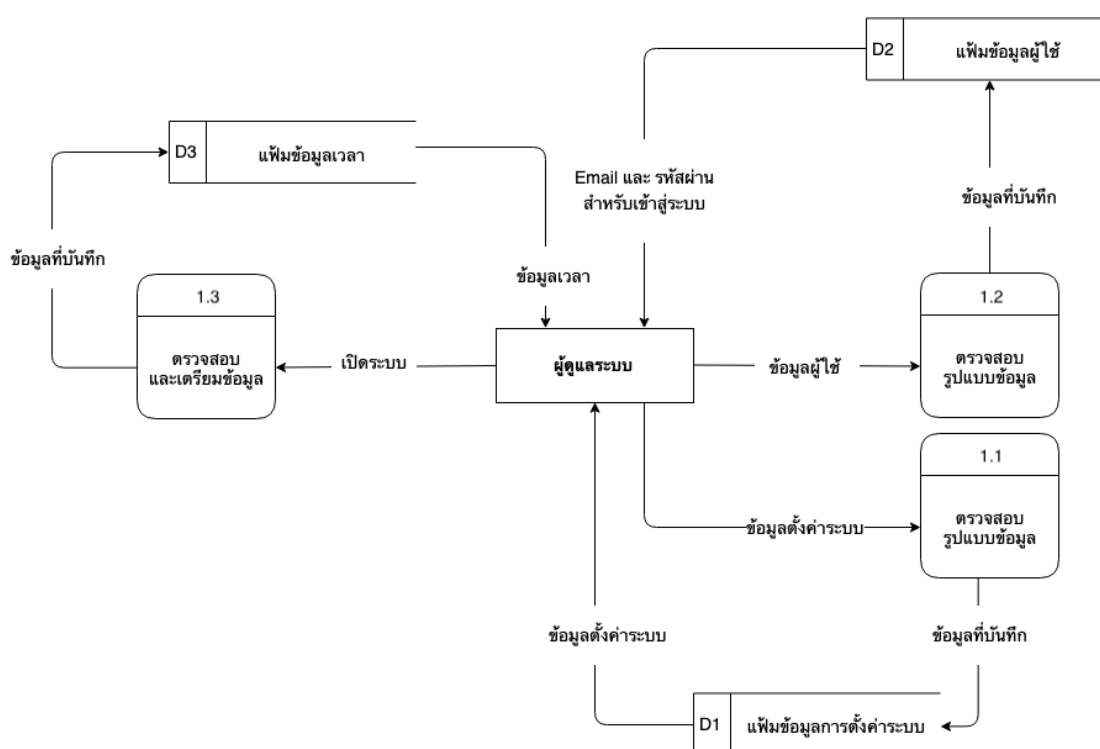 D2
แฟ้มข้อมูลผู้ใช้
D3
แฟ้มข้อมูลเวลา
Email และ รหัสผ่าน
สำหรับเข้าสู่ระบบ
ข้อมูลที่บันทึก
ข้อมูลที่บันทึก
ข้อมูลเวลา
1.3
ตรวจสอบ
และเตรียมข้อมูล
เปิดระบบ
ผู้ดูแลระบบ
ข้อมูลผู้ใช้
1.2
ตรวจสอบ
รูปแบบข้อมูล
1.1
ตรวจสอบ
รูปแบบข้อมูล
ข้อมูลตั้งค่าระบบ
ข้อมูลตั้งค่าระบบ
ข้อมูลที่บันทึก
D1
แฟ้มข้อมูลการตั้งค่าระบบ